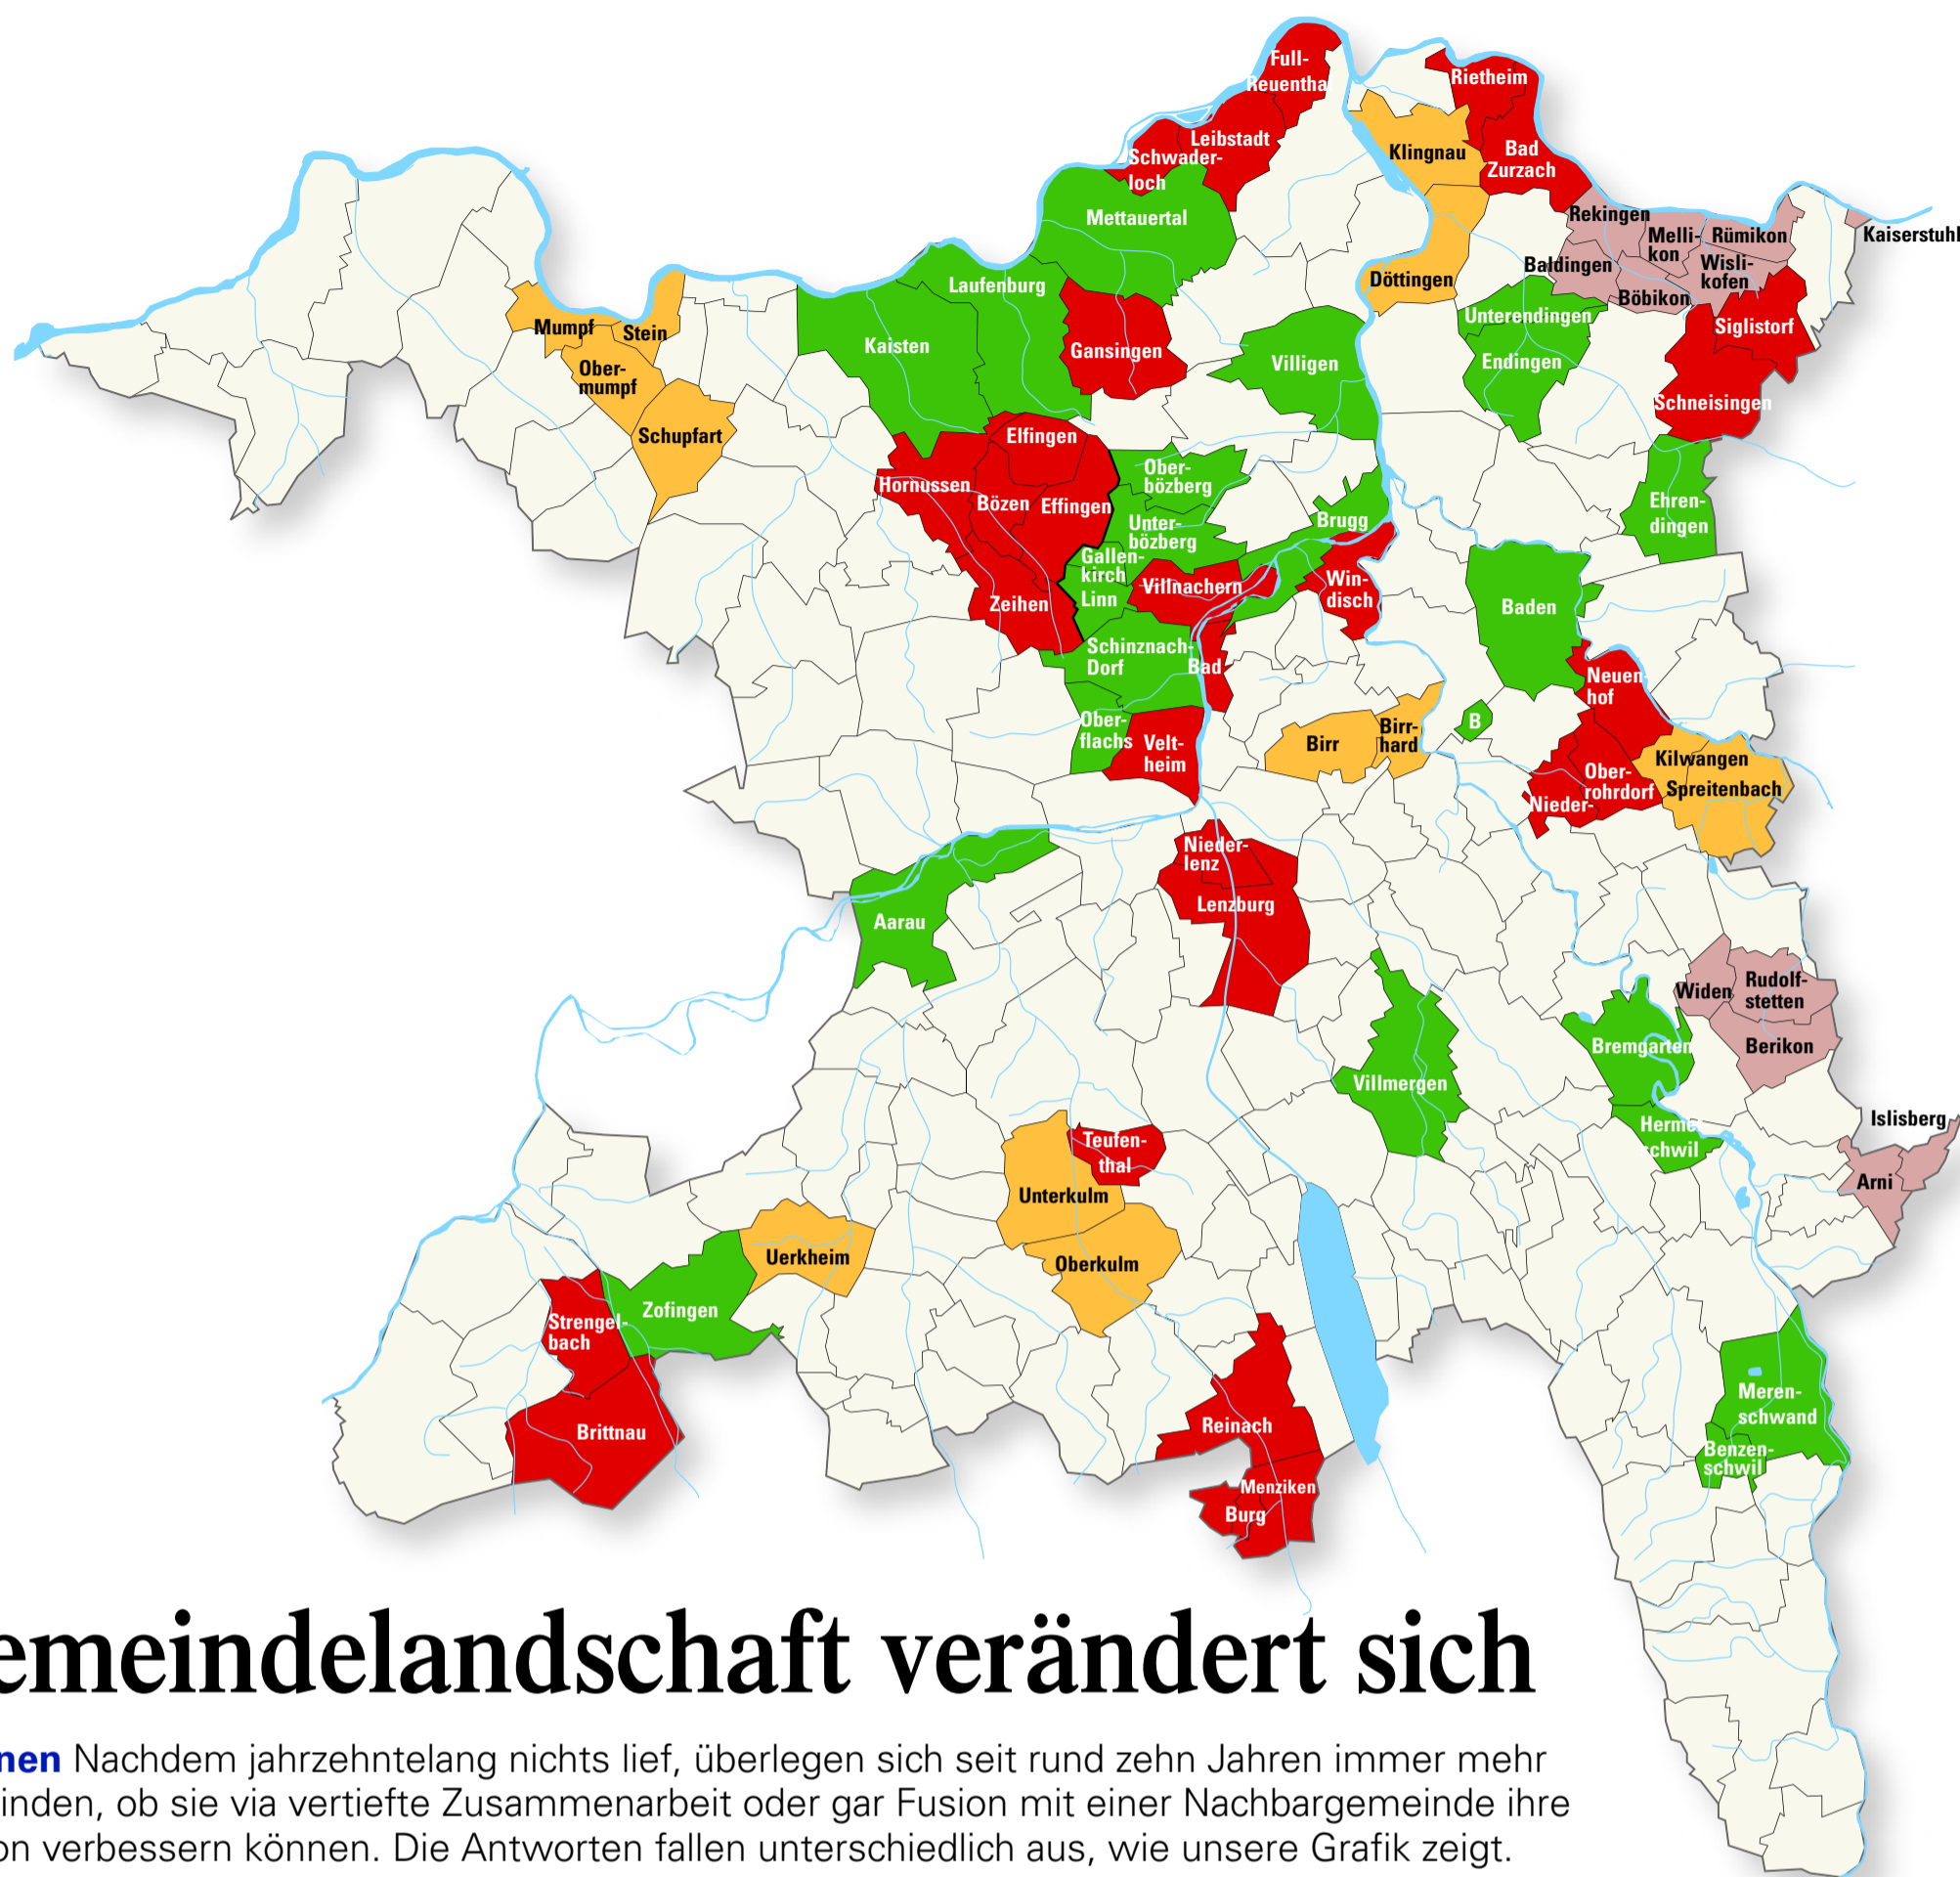 Full-
Reuenthal
Rietheim
Leibstadt
Schwader-
loch
Klingnau
Bad
Zurzach
Mettauertal
Rekingen
Melli-
kon
Rümikon
Kaiserstuhl
Baldingen
Wisli-
kofen
Böbikon
Döttingen
Laufenburg
Unterendingen
Siglistorf
Mumpf
Stein
Kaisten
Gansingen
Villigen
Endingen
Ober-
mumpf
Schneisingen
Schupfart
Elfingen
Hornussen
Bözen
Effingen
Ober-
bözberg
Ehren-
dingen
Unter-
bözberg
Brugg
Gallen-
kirch
Linn
Villnachern
Win-
disch
Zeihen
Baden
Schinznach-
Dorf
Bad
Neuen
hof
Ober-
flachs
Velt-
heim
Birr
Birr-
hard
B
Kilwangen
Ober-
rohrdorf
Spreitenbach
Nieder-
Nieder-
lenz
Lenzburg
Aarau
Widen
Rudolf-
stetten
Bremgarten
Berikon
Villmergen
Islisberg
Hermet
schwil
Teufen-
thal
Arni
Unterkulm
Uerkheim
Oberkulm
Zofingen
Strengel-
bach
Brittnau
Reinach
Meren-
schwand
Benzen-
schwil
Menziken
Burg
emeindelandschaft verändert sich
nen Nachdem jahrzehntelang nichts lief, überlegen sich seit rund zehn Jahren immer mehr
inden, ob sie via vertiefte Zusammenarbeit oder gar Fusion mit einer Nachbargemeinde ihre
on verbessern können. Die Antworten fallen unterschiedlich aus, wie unsere Grafik zeigt.